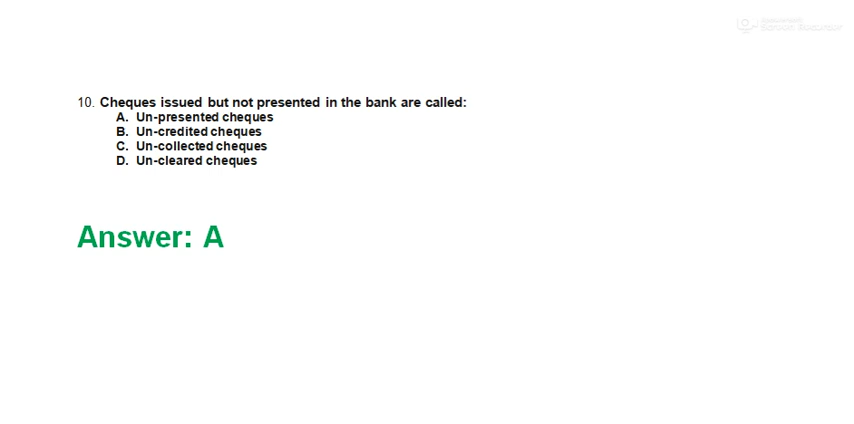 10. Cheques issued but not presented in the bank are called:
A. Un-presented cheques
B. Un-credited cheques
C. Un-collected cheques
D. Un-cleared cheques
Answer: A